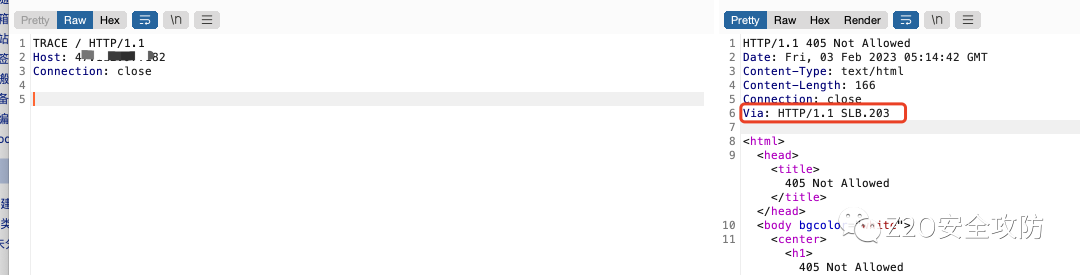 Pretty Raw Hex \n
1 TRACE / HTTP/1.1
2 Host: 4 82
3 Connection: close
4
5
Pretty Raw Hex Render \n
1 HTTP/1.1 405 Not Allowed
2 Date: Fri, 03 Feb 2023 05:14:42 GMT
3 Content-Type: text/html
4 Content-Length: 166
5 Connection: close
6 Via: HTTP/1.1 SLB.203
7
8 <html>
9 <head>
<title>
405 Not Allowed
</title>
</head>
10 <body bgcolor="white">
11 <center>
<h1>
405 Not Allowed
Z2O安全攻防